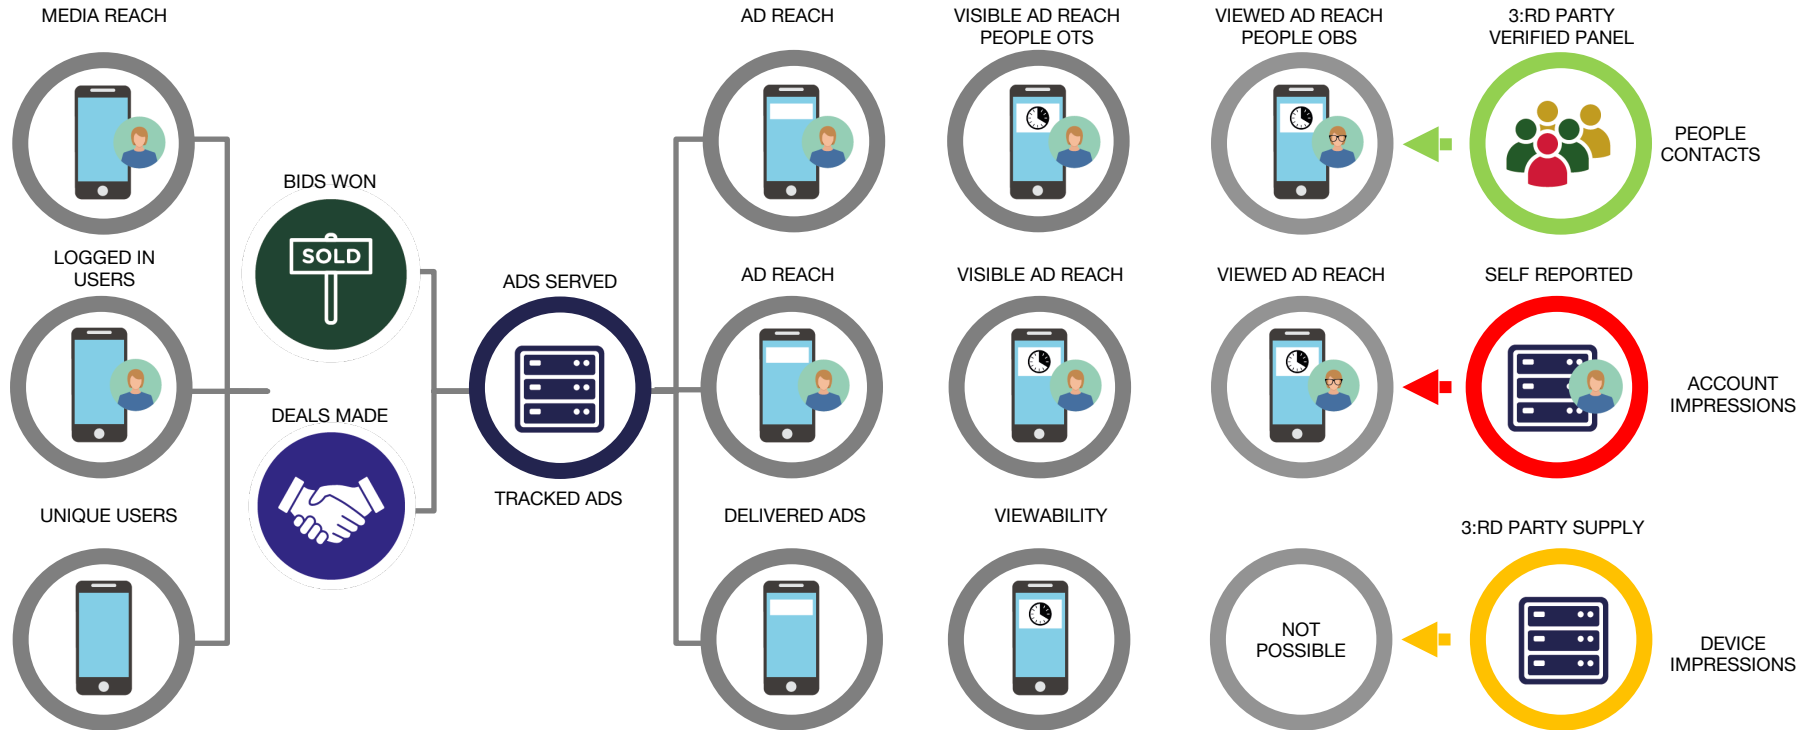 MEDIA REACH
AD REACH
VISIBLE AD REACH
PEOPLE OTS
VIEWED AD REACH
PEOPLE OBS
3:RD PARTY
VERIFIED PANEL
PEOPLE
CONTACTS
BIDS WON
SOLD
LOGGED IN
USERS
ADS SERVED
AD REACH
VISIBLE AD REACH
VIEWED AD REACH
SELF REPORTED
ACCOUNT
IMPRESSIONS
DEALS MADE
TRACKED ADS
UNIQUE USERS
DELIVERED ADS
VIEWABILITY
3:RD PARTY SUPPLY
NOT
POSSIBLE
DEVICE
IMPRESSIONS